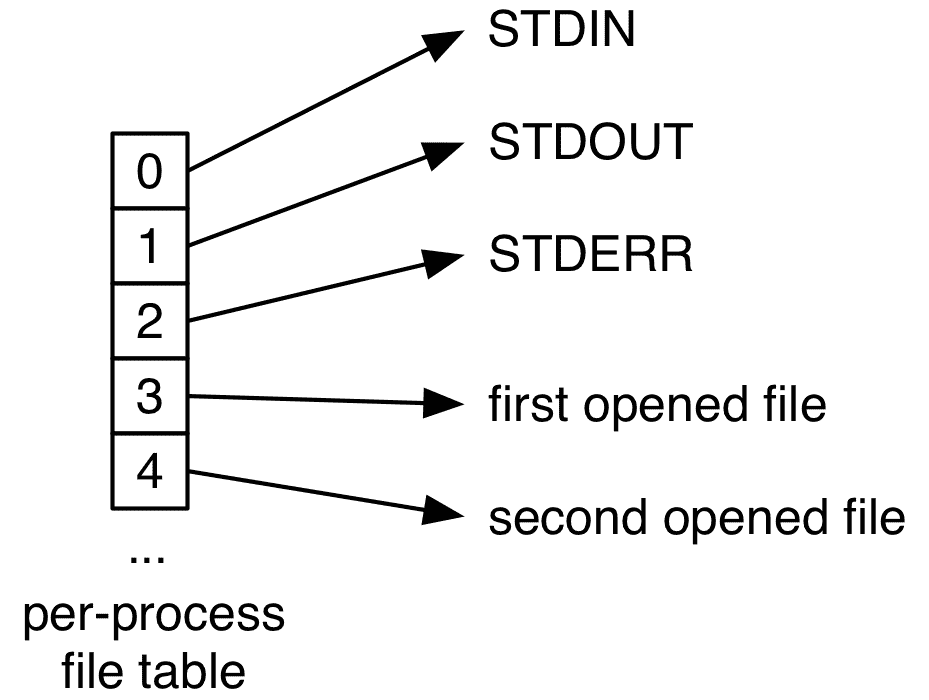 STDIN
0
STDOUT
1
STDERR
2
3
first opened file
4
second opened file
...
per-process
file table